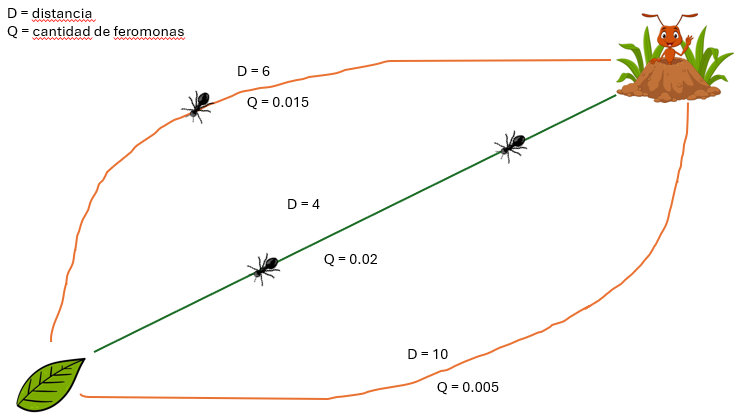 D = distancia
Q = cantidad de feromonas
D = 6
Q = 0.015
D = 4
Q = 0.02
D = 10
Q = 0.005